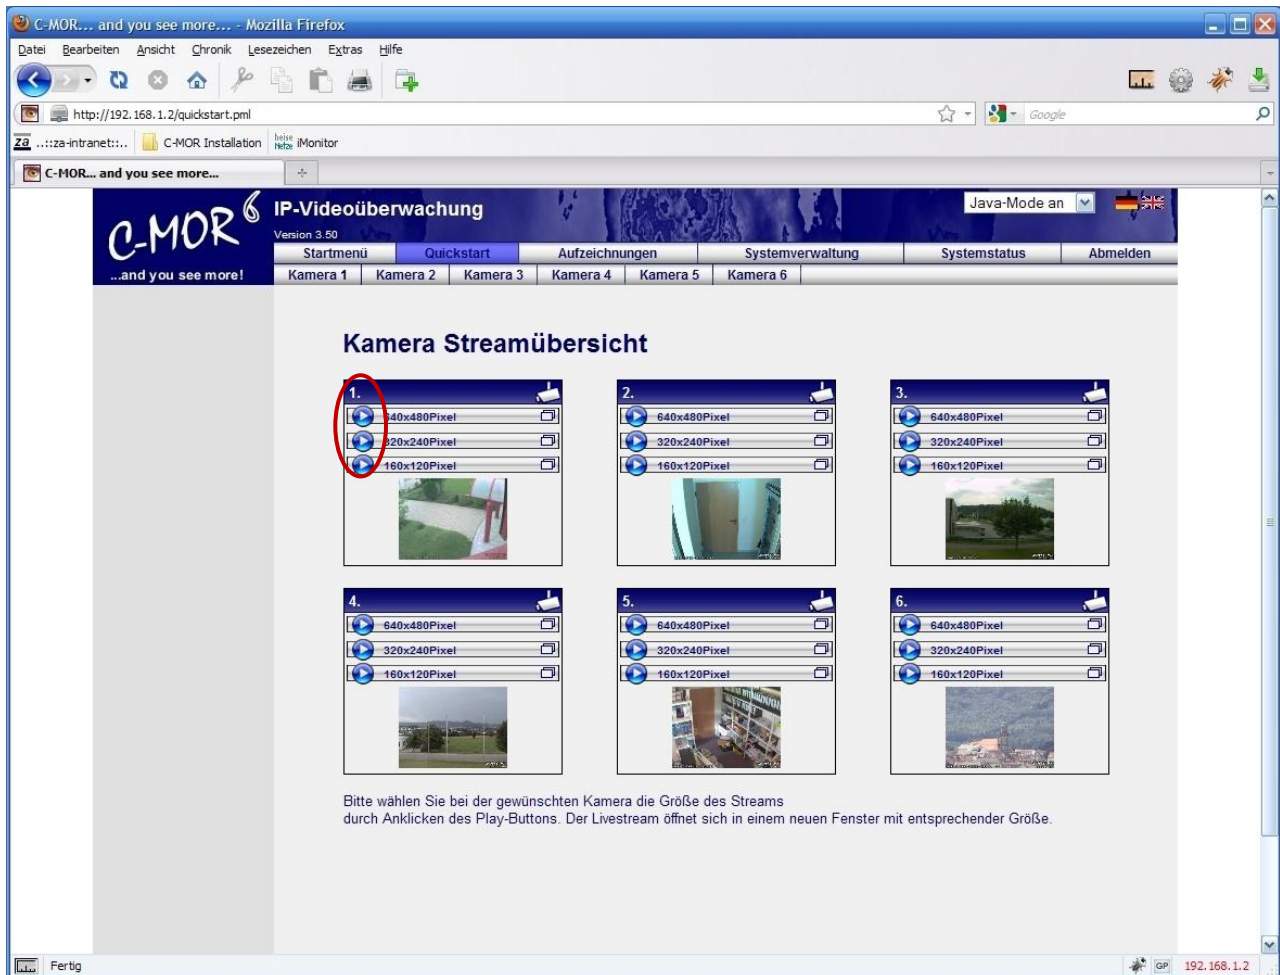 C-MOR... and you see more... - Mozilla Firefox
Datei Bearbeiten Ansicht Chronik Lesezeichen Extras Hilfe
http://192.168.1.2/quickstart.pml
Google
za ..::za-intranet::.. C-MOR Installation heise Netze iMonitor
C-MOR... and you see more...
C-MOR 6
...and you see more!
IP-Videoüberwachung
Version 3.50
Java-Mode an
Startmenü Quickstart Aufzeichnungen Systemverwaltung Systemstatus Abmelden
Kamera 1 Kamera 2 Kamera 3 Kamera 4 Kamera 5 Kamera 6
Kamera Streamübersicht
1.
640x480Pixel
320x240Pixel
160x120Pixel
2.
640x480Pixel
320x240Pixel
160x120Pixel
3.
640x480Pixel
320x240Pixel
160x120Pixel
4.
640x480Pixel
320x240Pixel
160x120Pixel
5.
640x480Pixel
320x240Pixel
160x120Pixel
6.
640x480Pixel
320x240Pixel
160x120Pixel
Bitte wählen Sie bei der gewünschten Kamera die Größe des Streams
durch Anklicken des Play-Buttons. Der Livestream öffnet sich in einem neuen Fenster mit entsprechender Größe.
Fertig
GP 192.168.1.2